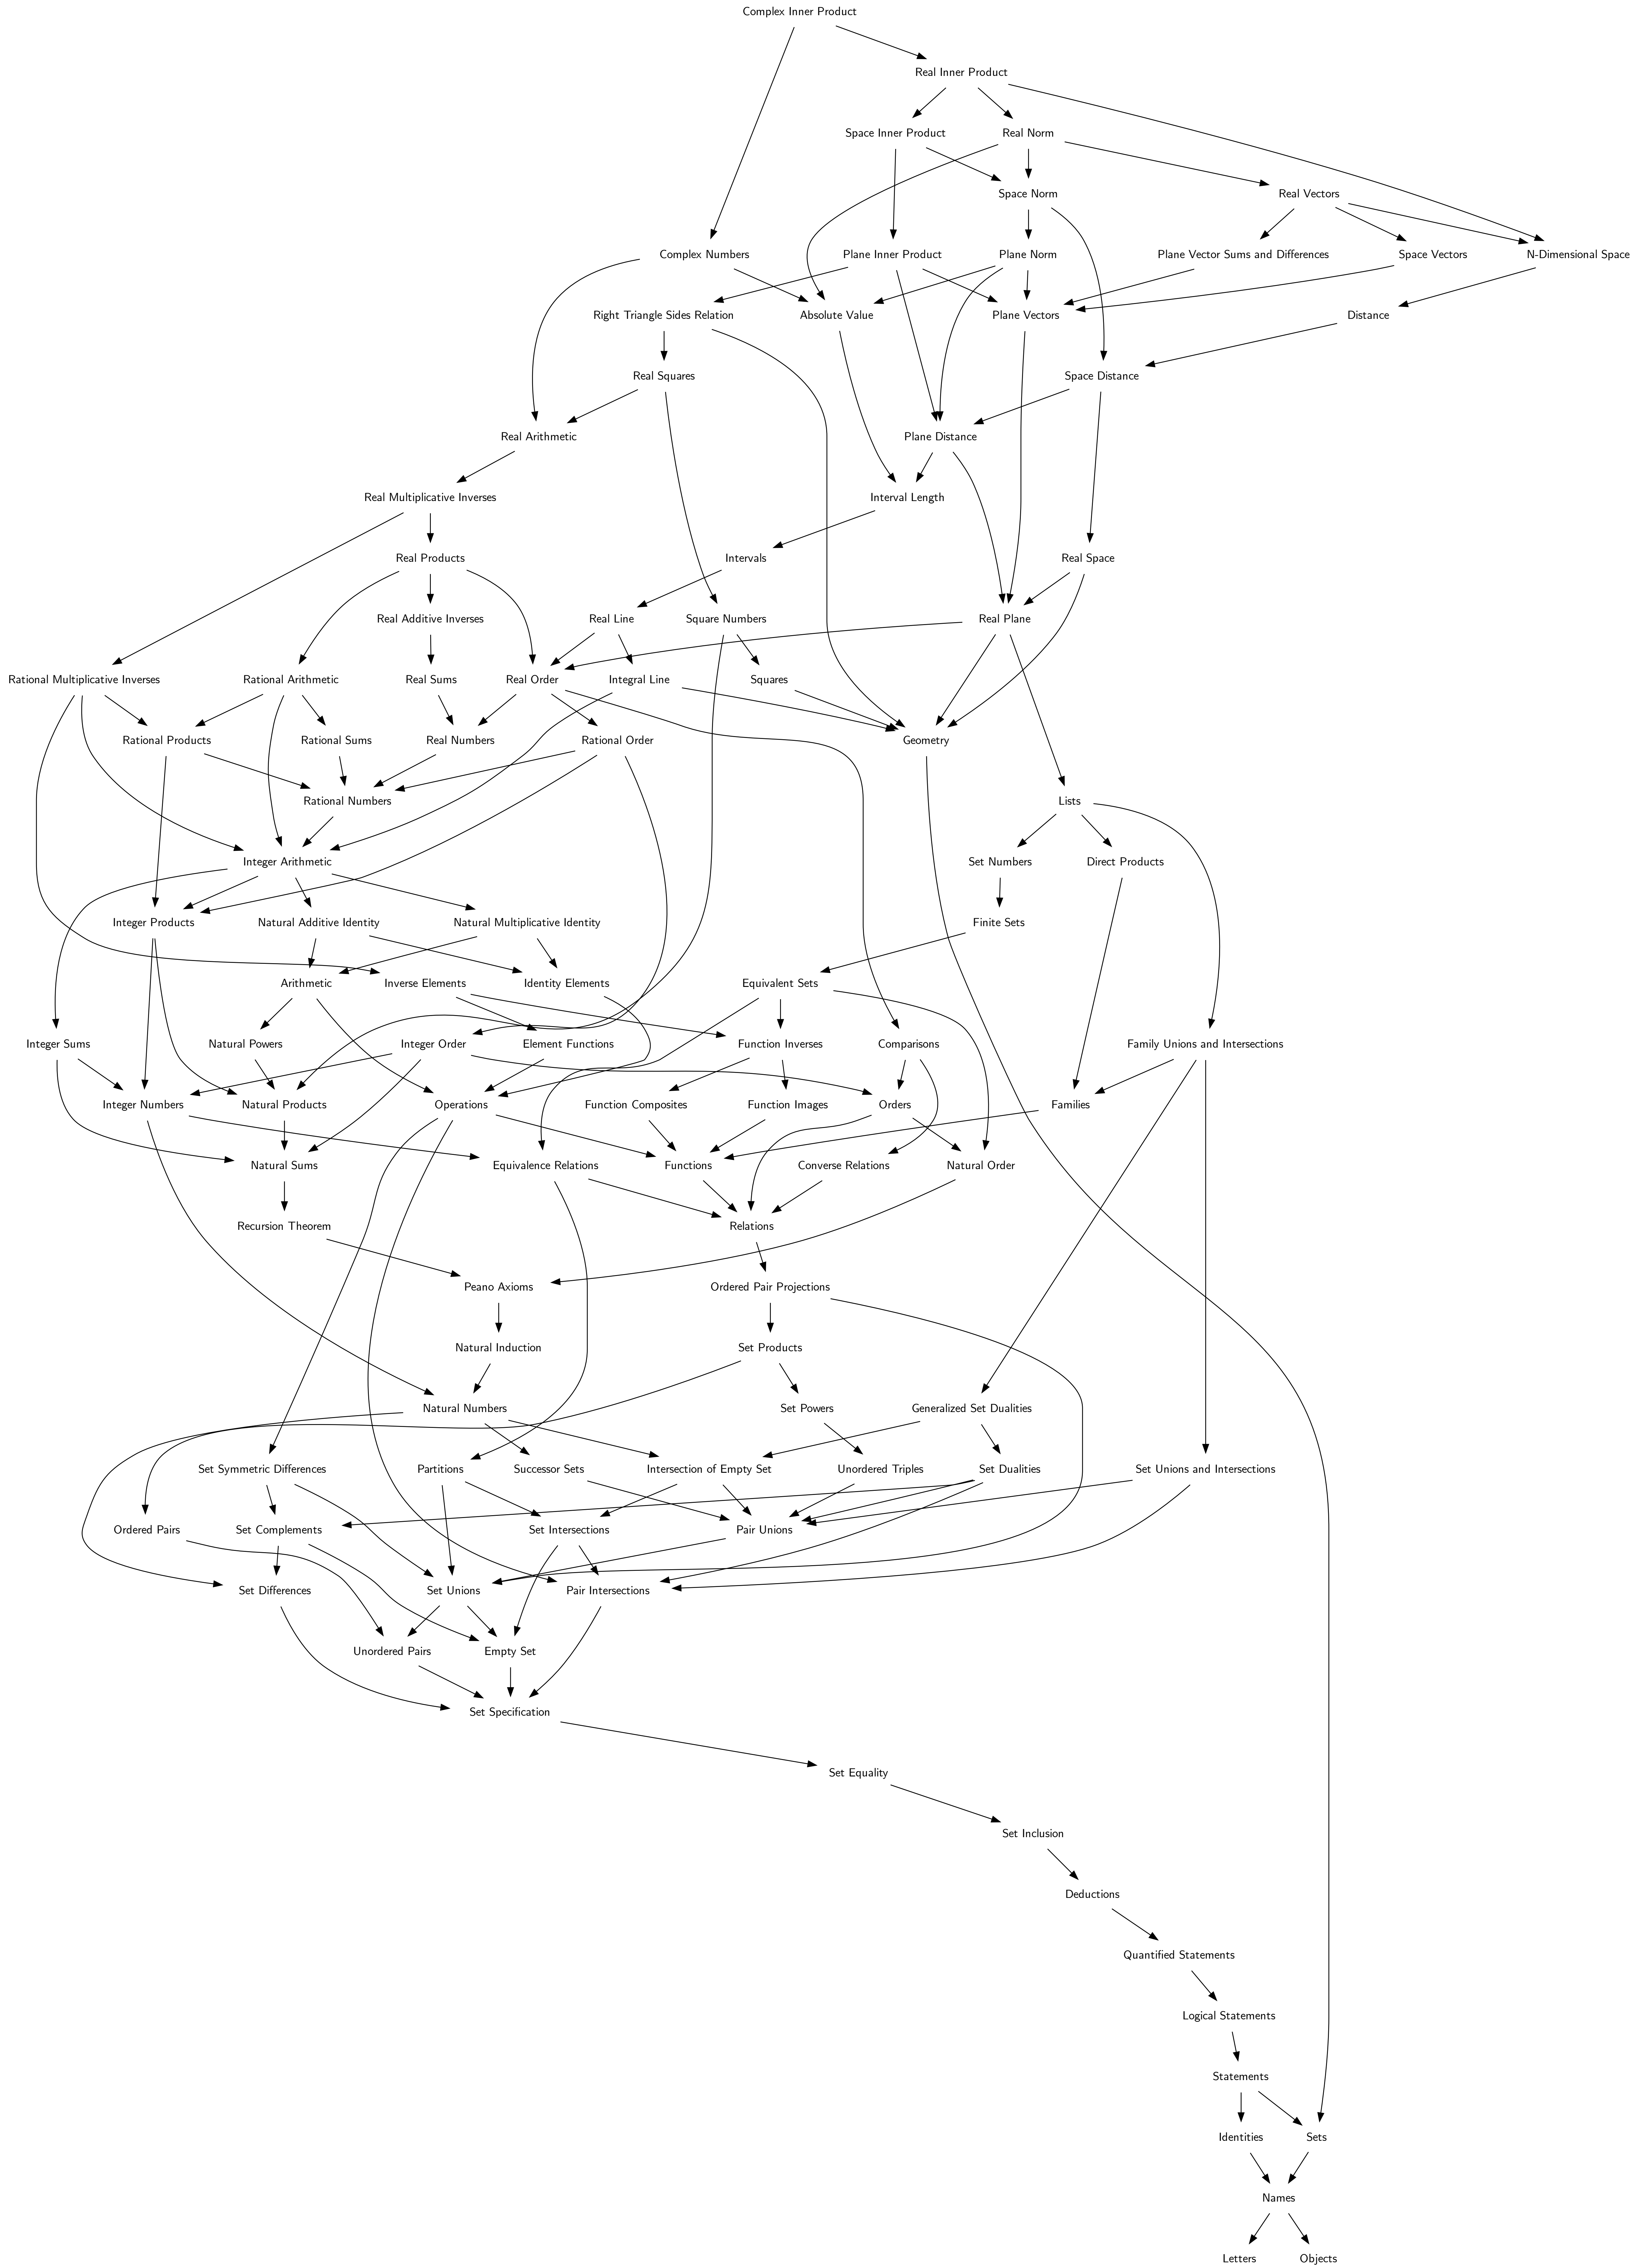 Complex Inner Product
Real Inner Product
Space Inner Product
Real Norm
Space Norm
Real Vectors
Complex Numbers
Plane Inner Product
Plane Norm
Plane Vector Sums and Differences
Space Vectors
N-Dimensional Space
Right Triangle Sides Relation
Absolute Value
Plane Vectors
Distance
Real Squares
Space Distance
Real Arithmetic
Plane Distance
Real Multiplicative Inverses
Interval Length
Real Products
Intervals
Real Space
Real Additive Inverses
Real Line
Square Numbers
Real Plane
Rational Multiplicative Inverses
Rational Arithmetic
Real Sums
Real Order
Integral Line
Squares
Rational Products
Rational Sums
Real Numbers
Rational Order
Geometry
Rational Numbers
Lists
Integer Arithmetic
Set Numbers
Direct Products
Integer Products
Natural Additive Identity
Natural Multiplicative Identity
Finite Sets
Arithmetic
Inverse Elements
Identity Elements
Equivalent Sets
Integer Sums
Natural Powers
Integer Order
Element Functions
Function Inverses
Comparisons
Family Unions and Intersections
Integer Numbers
Natural Products
Operations
Function Composites
Function Images
Orders
Families
Natural Sums
Equivalence Relations
Functions
Converse Relations
Natural Order
Recursion Theorem
Relations
Peano Axioms
Ordered Pair Projections
Natural Induction
Set Products
Natural Numbers
Set Powers
Generalized Set Dualities
Set Symmetric Differences
Partitions
Successor Sets
Intersection of Empty Set
Unordered Triples
Set Dualities
Set Unions and Intersections
Ordered Pairs
Set Complements
Set Intersections
Pair Unions
Set Differences
Set Unions
Pair Intersections
Unordered Pairs
Empty Set
Set Specification
Set Equality
Set Inclusion
Deductions
Quantified Statements
Logical Statements
Statements
Identities
Sets
Names
Letters
Objects